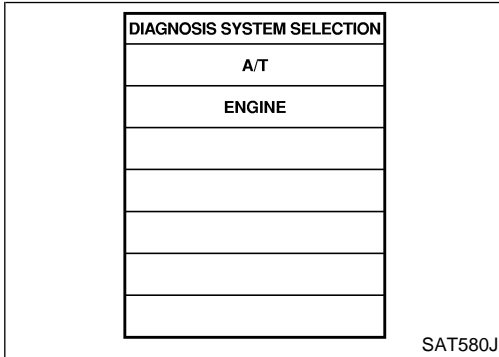 DIAGNOSIS SYSTEM SELECTION
A/T
ENGINE
SAT580J